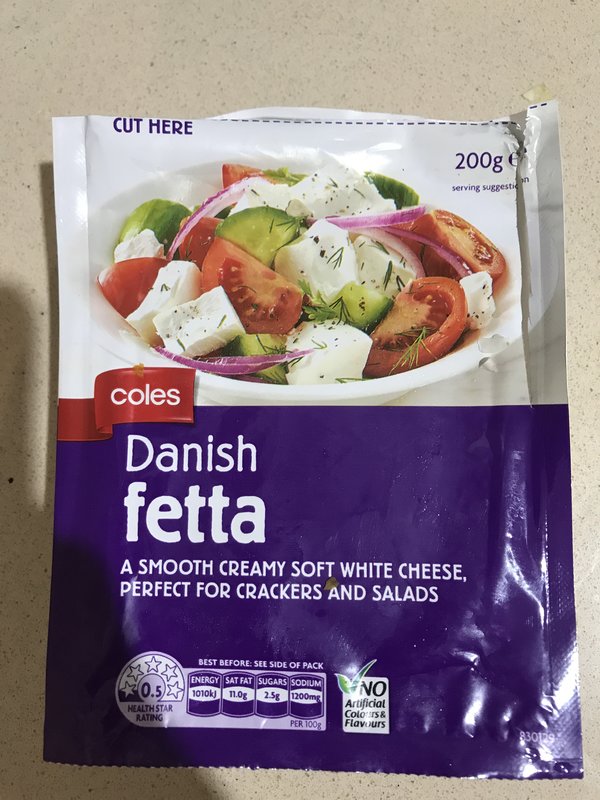 CUT HERE
200g e
serving suggestion
coles
Danish
fetta
A SMOOTH CREAMY SOFT WHITE CHEESE,
PERFECT FOR CRACKERS AND SALADS
BEST BEFORE: SEE SIDE OF PACK
0.5
HEALTH STAR
RATING
ENERGY SAT FAT SUGARS SODIUM
1010kJ 11.0g 2.5g 1200mg
PER 100g
NO
Artificial
Colours &
Flavours